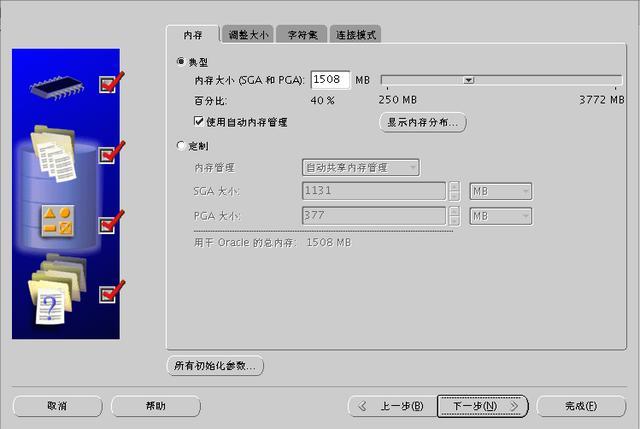 内存 调整大小 字符集 连接模式
典型
内存大小 (SGA 和 PGA): 1508 MB
百分比: 40 % 250 MB 3772 MB
使用自动内存管理 显示内存分布...
定制
内存管理 自动共享内存管理
SGA 大小: 1131 MB
PGA 大小: 377 MB
用于 Oracle 的总内存: 1508 MB
所有初始化参数...
取消 帮助 上一步(B) 下一步(N) 完成(F)